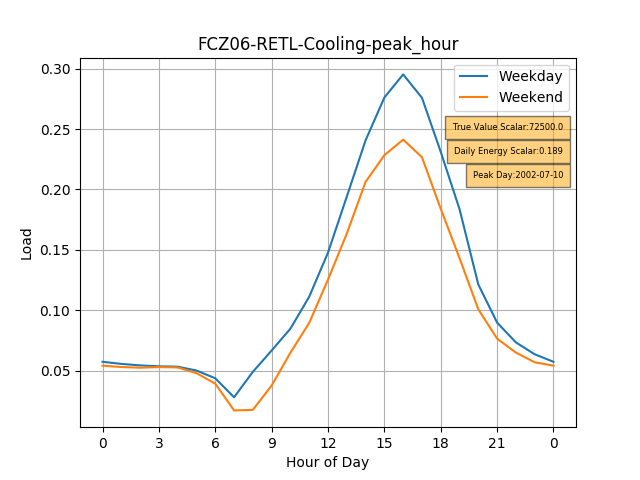 FCZ06-RETL-Cooling-peak_hour
Weekday
Weekend
True Value Scalar:72500.0
Daily Energy Scalar:0.189
Peak Day:2002-07-10
Load
0.30
0.25
0.20
0.15
0.10
0.05
0 3 6 9 12 15 18 21 0
Hour of Day